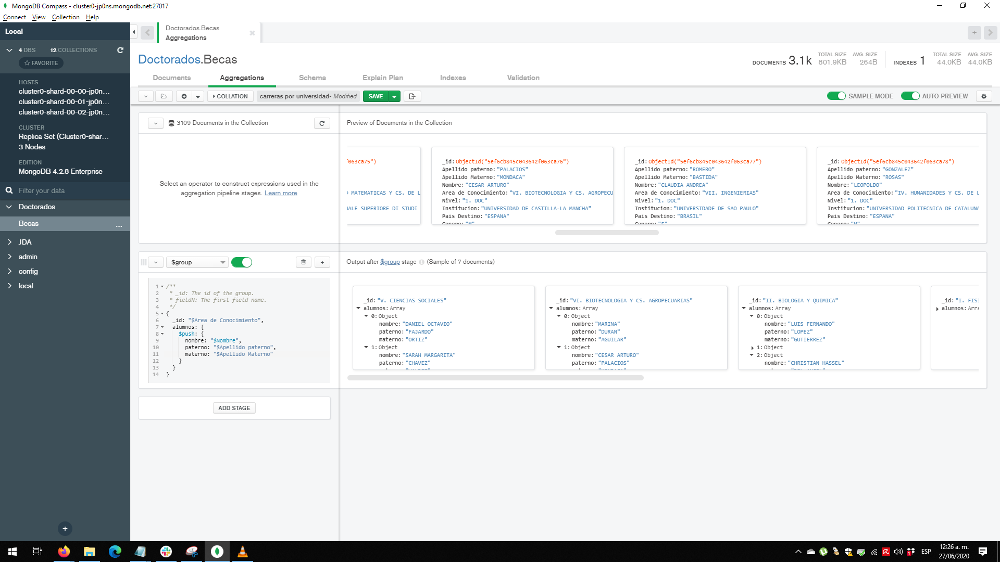 MongoDB Compass - cluster0-jp0ns.mongodb.net:27017
Connect View Collection Help
Local
4 DBS 12 COLLECTIONS
FAVORITE
HOSTS
cluster0-shard-00-00-jp0n...
cluster0-shard-00-01-jp0n...
cluster0-shard-00-02-jp0n...
CLUSTER
Replica Set (Cluster0-shar...
3 Nodes
EDITION
MongoDB 4.2.8 Enterprise
Filter your data
Doctorados
Becas
...
JDA
admin
config
local
Doctorados.Becas
Aggregations
Doctorados.Becas
DOCUMENTS 3.1k TOTAL SIZE 801.9KB AVG. SIZE 264B INDEXES 1 TOTAL SIZE 44.0KB AVG. SIZE 44.0KB
Documents Aggregations Schema Explain Plan Indexes Validation
COLLATION carreras por universidad- Modified SAVE SAMPLE MODE AUTO PREVIEW
3109 Documents in the Collection
Select an operator to construct expressions used in the
aggregation pipeline stages. Learn more
Preview of Documents in the Collection
f063ca75")
MATEMATICAS Y CS. DE L
ALE SUPERIORE DI STUDI
_id:ObjectId("5ef6cb845c043642f063ca76")
Apellido paterno:"PALACIOS"
Apellido Materno:"MONDACA"
Nombre:"CESAR ARTURO"
Area de Conocimiento:"VI. BIOTECNOLOGIA Y CS. AGROPECU
Nivel:"1. DOC"
Institucion:"UNIVERSIDAD DE CASTILLA-LA MANCHA"
Pais Destino:"ESPANA"
Genero:"M"
_id:ObjectId("5ef6cb845c043642f063ca77")
Apellido paterno:"ROMERO"
Apellido Materno:"BASTIDA"
Nombre:"CLAUDIA ANDREA"
Area de Conocimiento:"VII. INGENIERIAS"
Nivel:"1. DOC"
Institucion:"UNIVERSIDADE DE SAO PAULO"
Pais Destino:"BRASIL"
Genero:"F"
_id:ObjectId("5ef6cb845c043642f063ca78")
Apellido paterno:"GONZALEZ"
Apellido Materno:"ROSAS"
Nombre:"LEOPOLDO"
Area de Conocimiento:"IV. HUMANIDADES Y CS. DE L
Nivel:"1. DOC"
Institucion:"UNIVERSIDAD POLITECNICA DE CATALUNA
Pais Destino:"ESPANA"
Genero:"M"
$group
1 /**
2 * _id: The id of the group.
3 * fieldN: The first field name.
4 */
5 {
6 _id: "$Area de Conocimiento",
7 alumnos: {
8 $push: {
9 nombre: "$Nombre",
10 paterno: "$Apellido paterno",
11 materno: "$Apellido Materno"
12 }
13 }
14 }
Output after $group stage (Sample of 7 documents)
_id:"V. CIENCIAS SOCIALES"
alumnos:Array
0:Object
nombre:"DANIEL OCTAVIO"
paterno:"FAJARDO"
materno:"ORTIZ"
1:Object
nombre:"SARAH MARGARITA"
paterno:"CHAVEZ"
_id:"VI. BIOTECNOLOGIA Y CS. AGROPECUARIAS"
alumnos:Array
0:Object
nombre:"MARINA"
paterno:"DURAN"
materno:"AGUILAR"
1:Object
nombre:"CESAR ARTURO"
paterno:"PALACIOS"
_id:"II. BIOLOGIA Y QUIMICA"
alumnos:Array
0:Object
nombre:"LUIS FERNANDO"
paterno:"LOPEZ"
materno:"GUTIERREZ"
1:Object
2:Object
nombre:"CHRISTIAN HASSEL"
_id:"I. FIS
alumnos:Arra
ADD STAGE
ESP
12:26 a. m.
27/06/2020